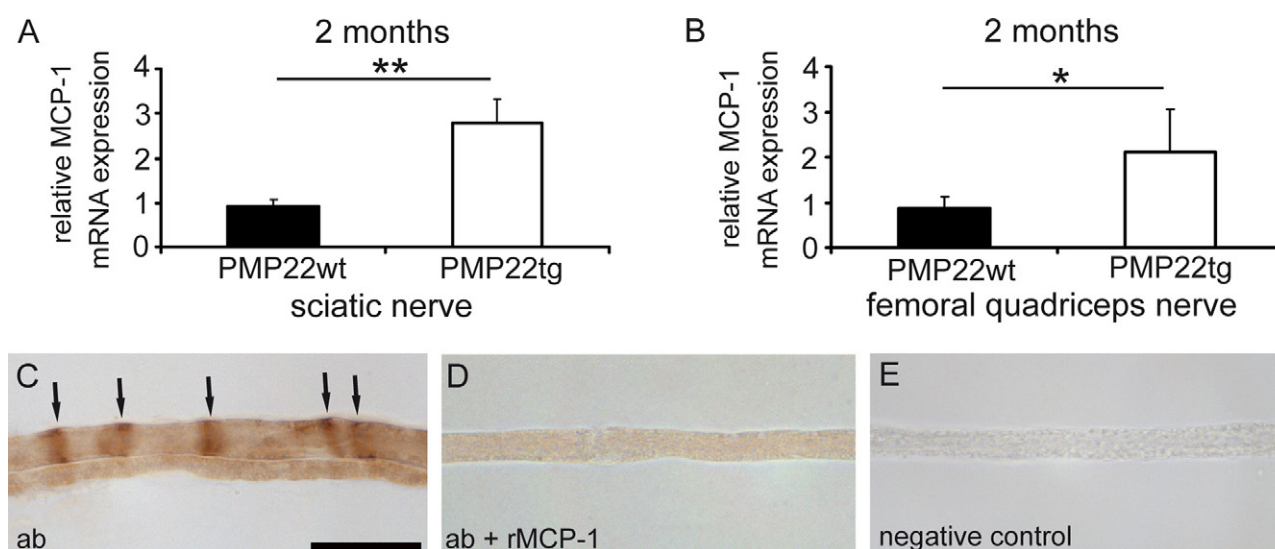 A
2 months
relative MCP-1
mRNA expression
4
3
2
1
0
**
PMP22wt
PMP22tg
sciatic nerve
B
2 months
relative MCP-1
mRNA expression
4
3
2
1
0
*
PMP22wt
PMP22tg
femoral quadriceps nerve
C
ab
D
ab + rMCP-1
E
negative control